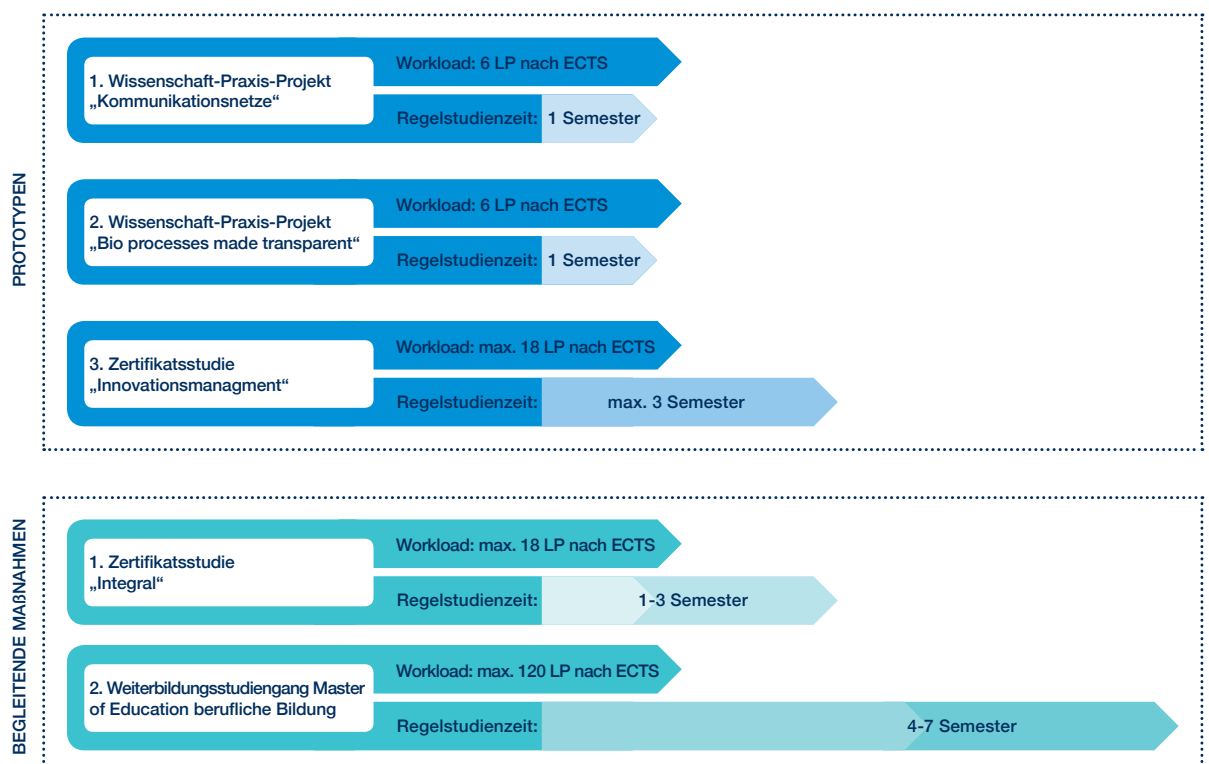 PROTOTYPEN
1. Wissenschaft-Praxis-Projekt
„Kommunikationsnetze“
Workload: 6 LP nach ECTS
Regelstudienzeit: 1 Semester
2. Wissenschaft-Praxis-Projekt
„Bio processes made transparent“
Workload: 6 LP nach ECTS
Regelstudienzeit: 1 Semester
3. Zertifikatsstudie
„Innovationsmanagment“
Workload: max. 18 LP nach ECTS
Regelstudienzeit: max. 3 Semester
BEGLEITENDE MAßNAHMEN
1. Zertifikatsstudie
„Integral“
Workload: max. 18 LP nach ECTS
Regelstudienzeit: 1-3 Semester
2. Weiterbildungsstudiengang Master
of Education berufliche Bildung
Workload: max. 120 LP nach ECTS
Regelstudienzeit: 4-7 Semester